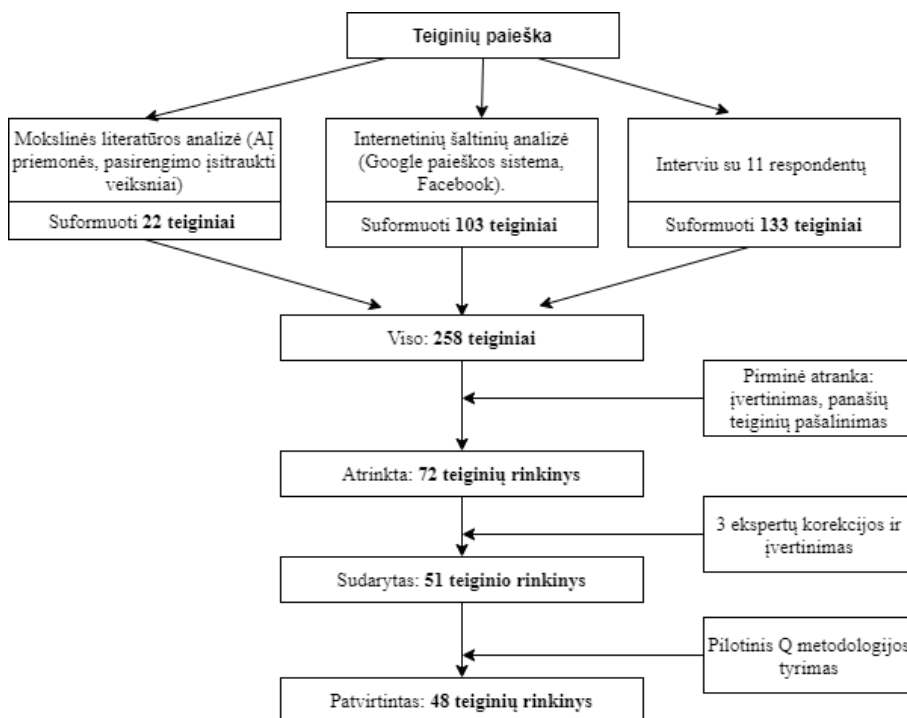 Teiginių paieška
Mokslinės literatūros analizė (AĮ
priemonės, pasirengimo įsitraukti
veiksniai)
Suformuoti 22 teiginiai
Internetinių šaltinių analizė
(Google paieškos sistema,
Facebook).
Suformuoti 103 teiginiai
Interviu su 11 respondentų
Suformuoti 133 teiginiai
Viso: 258 teiginiai
Pirminė atranka:
įvertinimas, panašių
teiginių pašalinimas
Atrinkta: 72 teiginių rinkinys
3 ekspertų korekcijos ir
įvertinimas
Sudarytas: 51 teiginio rinkinys
Pilotinis Q metodologijos
tyrimas
Patvirtintas: 48 teiginių rinkinys